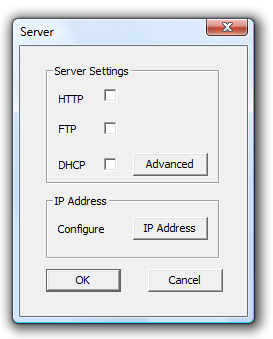 Server
Server Settings
HTTP
FTP
DHCP Advanced
IP Address
Configure IP Address
OK Cancel